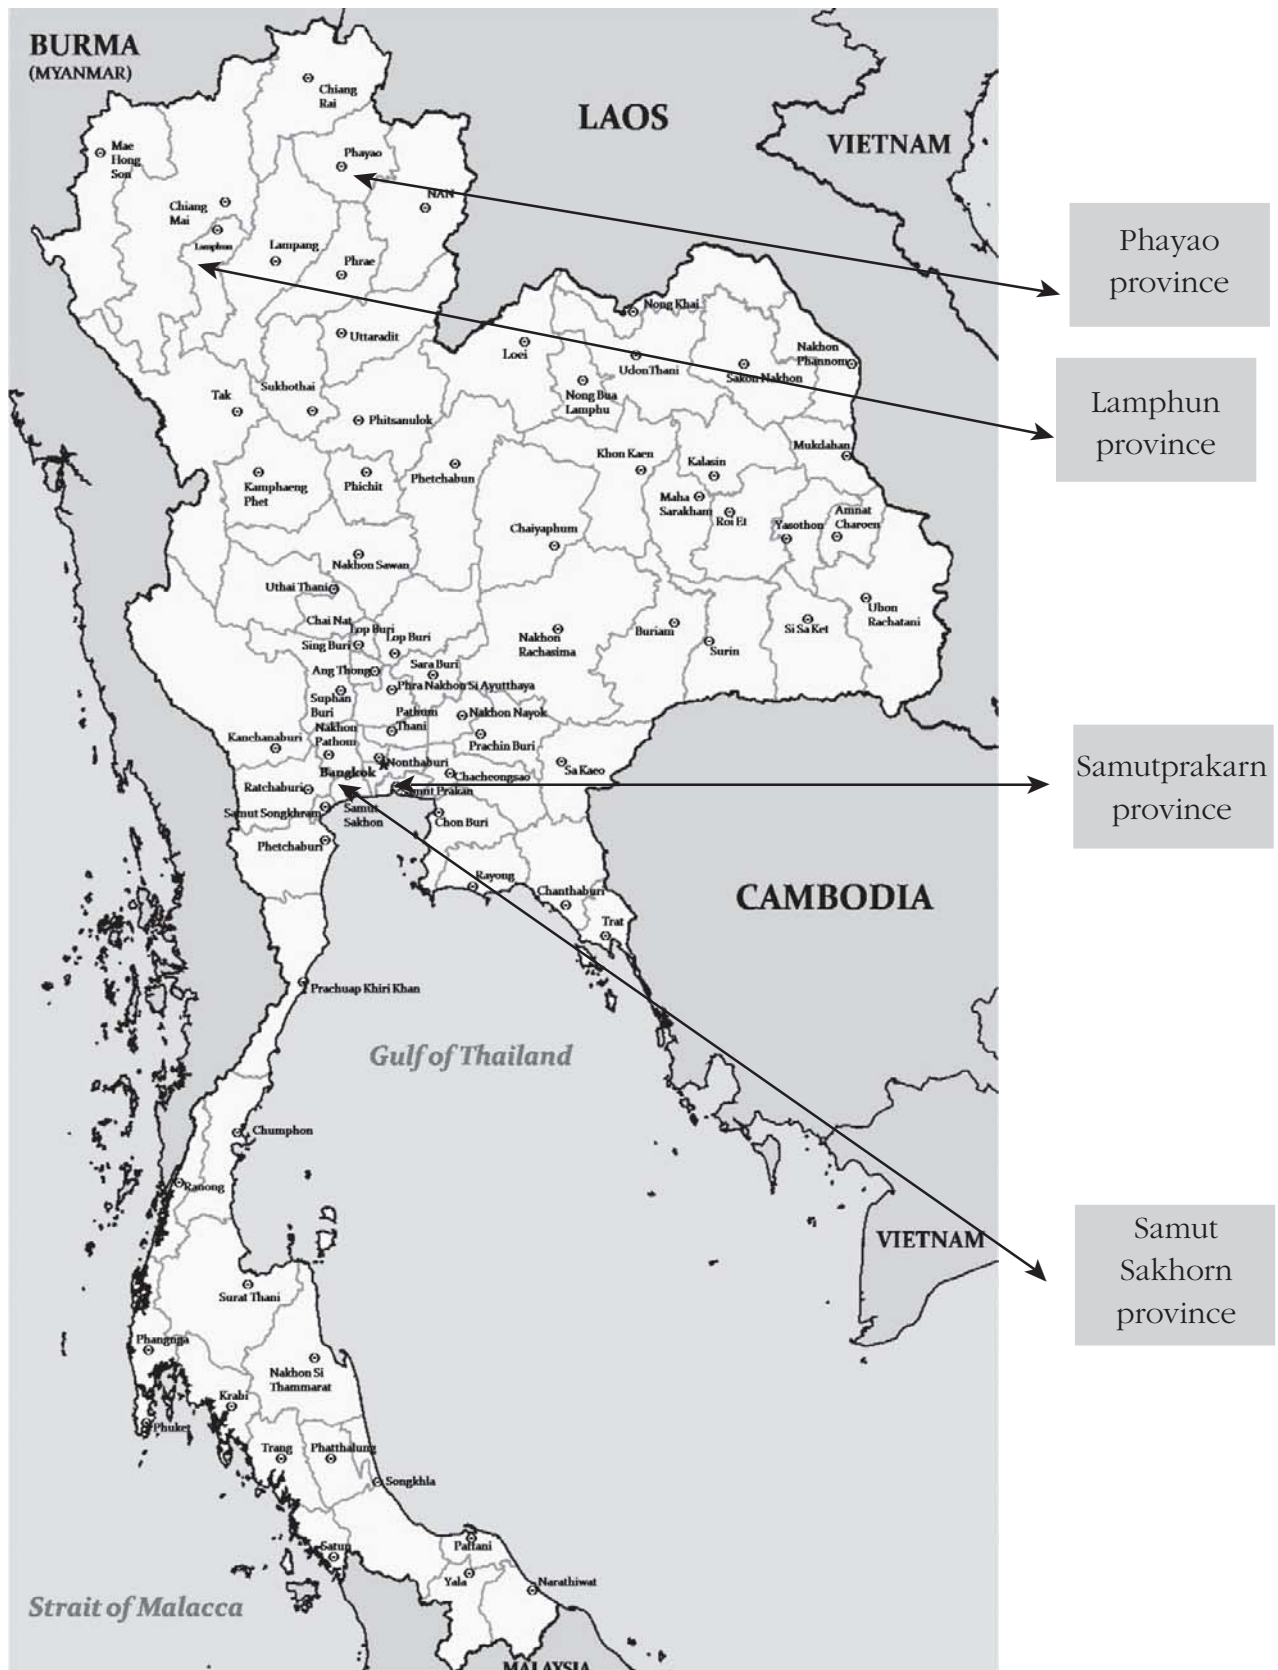 BURMA
(MYANMAR)
LAOS
VIETNAM
Chiang
Rai
Mae
Hong
Son
Phayao
NAN
Chiang
Mai
Lamphun
Lampang
Phrae
Phayao
province
Nong Khai
Uttaradit
Loei
Udon Thani
Nakhon
Phannom
Sakon Nakhon
Nong Bua
Lamphu
Tak
Sukhothai
Phitsanulok
Lamphun
province
Mukdahan
Khon Kaen
Kalasin
Kamphaeng
Phet
Phichit
Phetchabun
Maha
Sarakham
Roi Et
Yasothon
Amnat
Charoen
Chaiyaphum
Nakhon Sawan
Uthai Thani
Ubon
Rachatani
Chai Nat
Lop Buri
Lop Buri
Sing Buri
Nakhon
Rachasima
Buriam
Surin
Si Sa Ket
Ang Thong
Sara Buri
Phra Nakhon Si Ayutthaya
Suphan
Buri
Pathum
Thani
Nakhon Nayok
Nakhon
Pathom
Kanchanaburi
Prachin Buri
Nonthaburi
Bangkok
Chacheongsao
Sa Kaeo
Ratchaburi
Samut Prakan
Samut Songkhram
Samut
Sakhon
Chon Buri
Samutprakarn
province
Phetchaburi
Rayong
Chanthaburi
Trat
CAMBODIA
Prachuap Khiri Khan
Gulf of Thailand
Chumphon
Ranong
VIETNAM
Samut
Sakhorn
province
Surat Thani
Phangnga
Nakhon Si
Thammarat
Krabi
Phuket
Trang
Phatthalung
Songkhla
Satun
Pattani
Yala
Narathiwat
Strait of Malacca
MALAYSIA